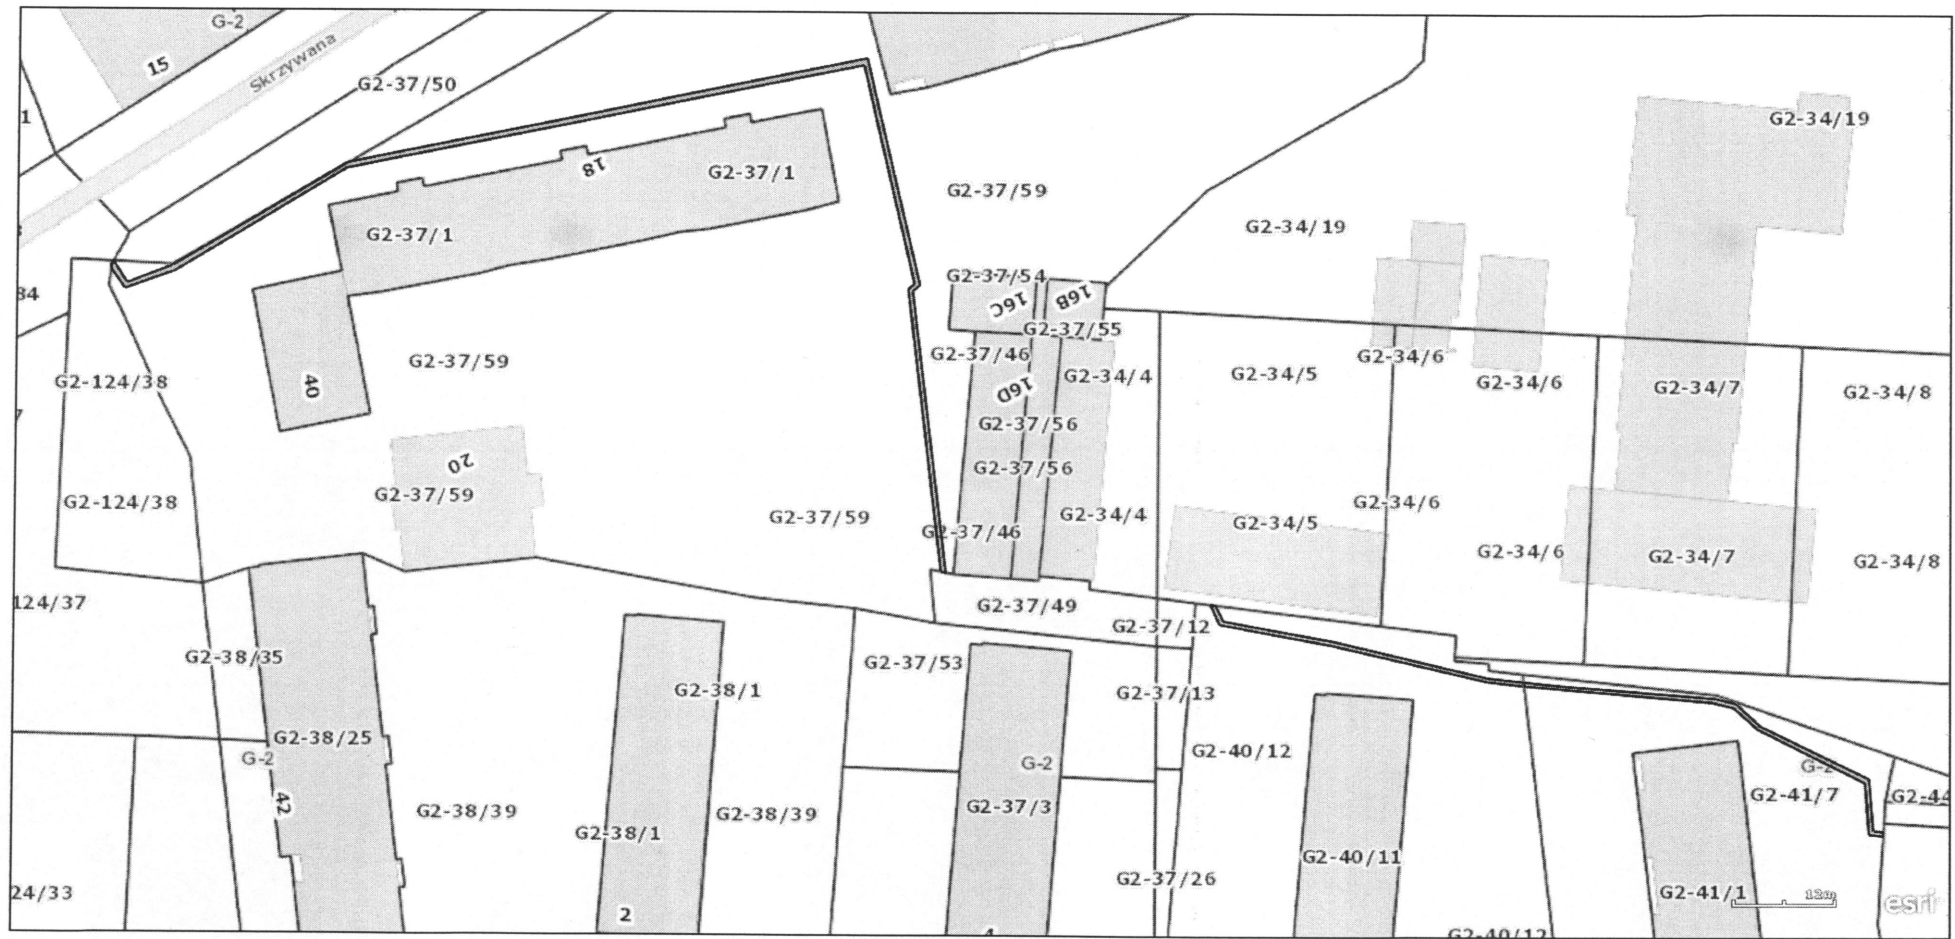 G-2
15
Skrzywana
G2-37/50
1
G2-34/19
18
G2-37/1
G2-37/59
G2-37/1
G2-34/19
G2-37/54
16C
16B
84
G2-37/55
G2-37/46
G2-34/6
G2-37/59
G2-34/4
G2-34/5
G2-124/38
40
16D
G2-34/6
G2-34/7
G2-34/8
G2-37/56
20
G2-37/56
G2-37/59
G2-124/38
G2-34/6
G2-37/59
G2-34/4
G2-34/5
G2-37/46
G2-34/6
G2-34/7
G2-34/8
124/37
G2-37/49
G2-37/12
G2-38/35
G2-37/53
G2-38/1
G2-37/13
G2-38/25
G-2
G-2
G2-40/12
G-2
42
G2-38/39
G2-38/1
G2-38/39
G2-37/3
G2-41/7
G2-44
G2-40/11
24/33
G2-37/26
G2-41/1
12m
esri
2
4
G2-40/12